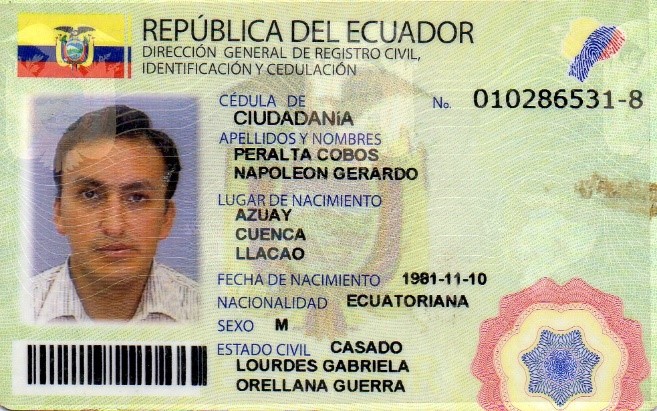 REPÚBLICA DEL ECUADOR
DIRECCIÓN GENERAL DE REGISTRO CIVIL,
IDENTIFICACIÓN Y CEDULACIÓN
CÉDULA DE No. 010286531-8
CIUDADANíA
APELLIDOS Y NOMBRES
PERALTA COBOS
NAPOLEON GERARDO
LUGAR DE NACIMIENTO
AZUAY
CUENCA
LLACAO
FECHA DE NACIMIENTO 1981-11-10
NACIONALIDAD ECUATORIANA
SEXO M
ESTADO CIVIL CASADO
LOURDES GABRIELA
ORELLANA GUERRA